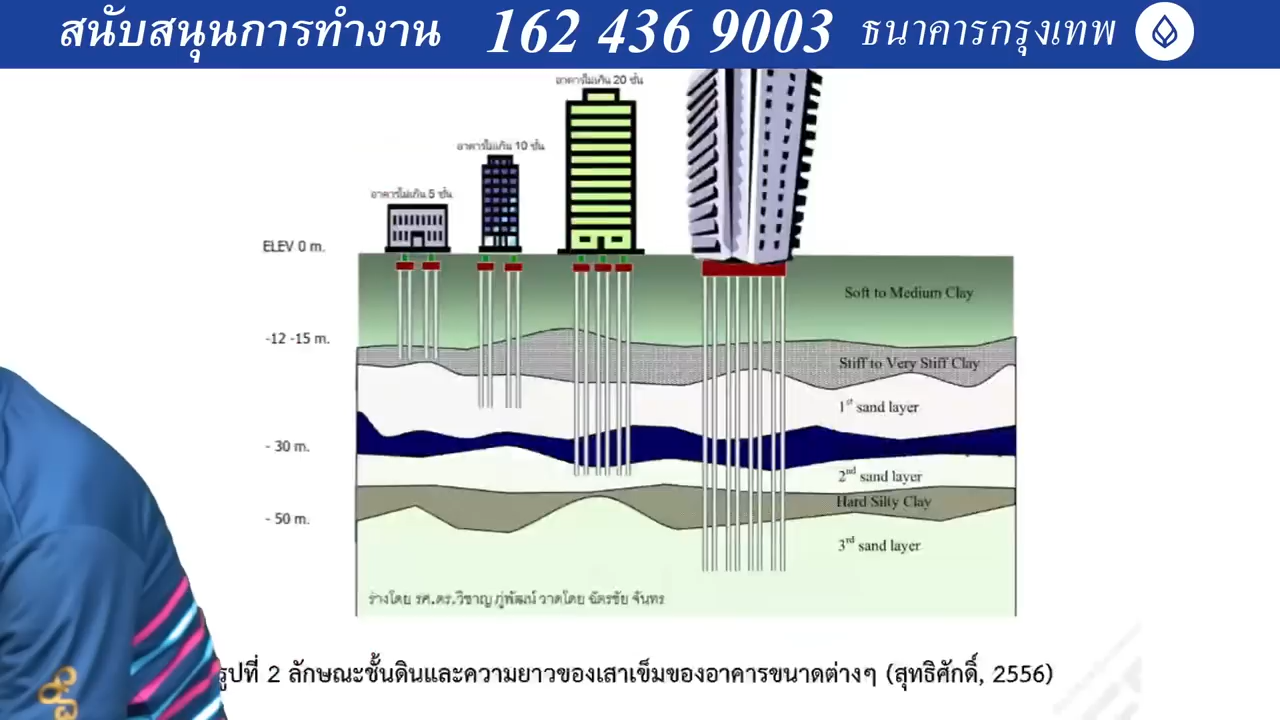 สนับสนุนการทำงาน 162 436 9003 ธนาคารกรุงเทพ
อาคารไม่เกิน 20 ชั้น
อาคารไม่เกิน 10 ชั้น
อาคารไม่เกิน 5 ชั้น
ELEV 0 m.
Soft to Medium Clay
-12 -15 m.
Stiff to Very Stiff Clay
1st sand layer
- 30 m.
2nd sand layer
Hard Silty Clay
- 50 m.
3rd sand layer
ร่างโดย รศ.ดร.วิชาญ ภู่พัฒน์ วาดโดย ฉัตรชัย จันทร
รูปที่ 2 ลักษณะชั้นดินและความยาวของเสาเข็มของอาคารขนาดต่างๆ (สุทธิศักดิ์, 2556)